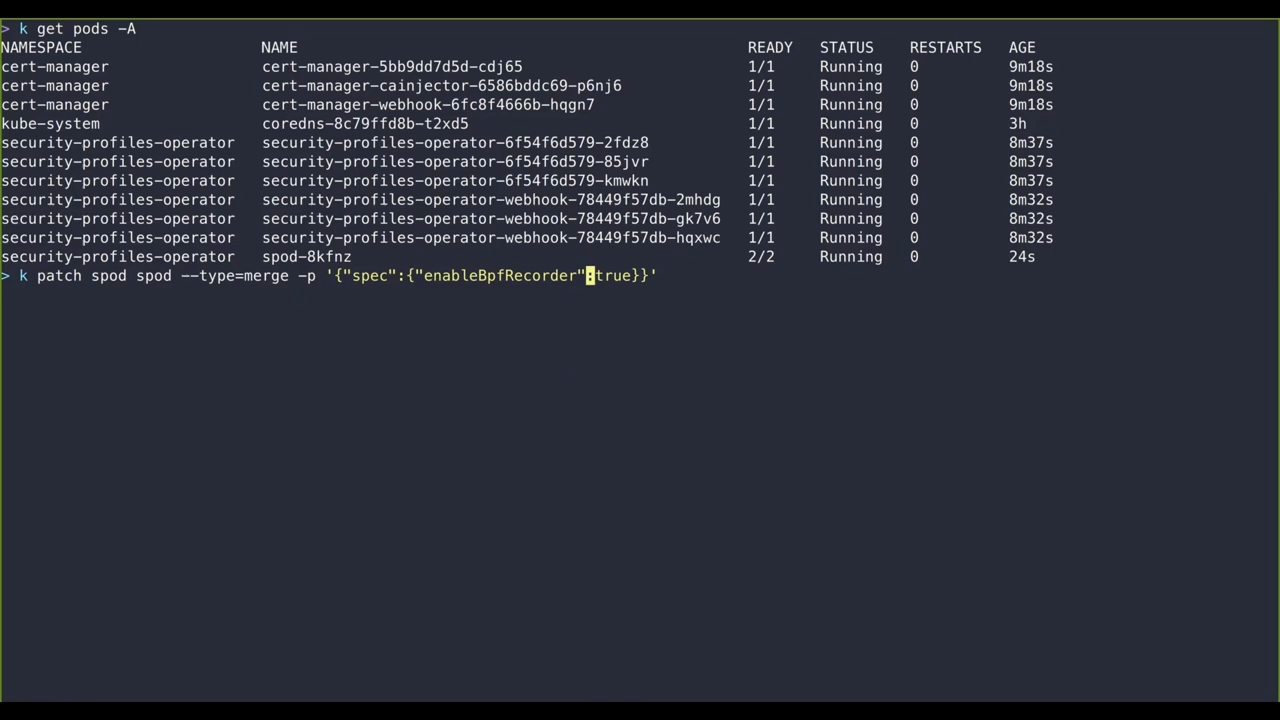 > k get pods -A
NAMESPACE NAME READY STATUS RESTARTS AGE
cert-manager cert-manager-5bb9dd7d5d-cdj65 1/1 Running 0 9m18s
cert-manager cert-manager-cainjector-6586bddc69-p6nj6 1/1 Running 0 9m18s
cert-manager cert-manager-webhook-6fc8f4666b-hqgn7 1/1 Running 0 9m18s
kube-system coredns-8c79ffd8b-t2xd5 1/1 Running 0 3h
security-profiles-operator security-profiles-operator-6f54f6d579-2fdz8 1/1 Running 0 8m37s
security-profiles-operator security-profiles-operator-6f54f6d579-85jvr 1/1 Running 0 8m37s
security-profiles-operator security-profiles-operator-6f54f6d579-kmwkn 1/1 Running 0 8m37s
security-profiles-operator security-profiles-operator-webhook-78449f57db-2mhdg 1/1 Running 0 8m32s
security-profiles-operator security-profiles-operator-webhook-78449f57db-gk7v6 1/1 Running 0 8m32s
security-profiles-operator security-profiles-operator-webhook-78449f57db-hqxwc 1/1 Running 0 8m32s
security-profiles-operator spod-8kfnz 2/2 Running 0 24s
> k patch spod spod --type=merge -p '{"spec":{"enableBpfRecorder":true}}'